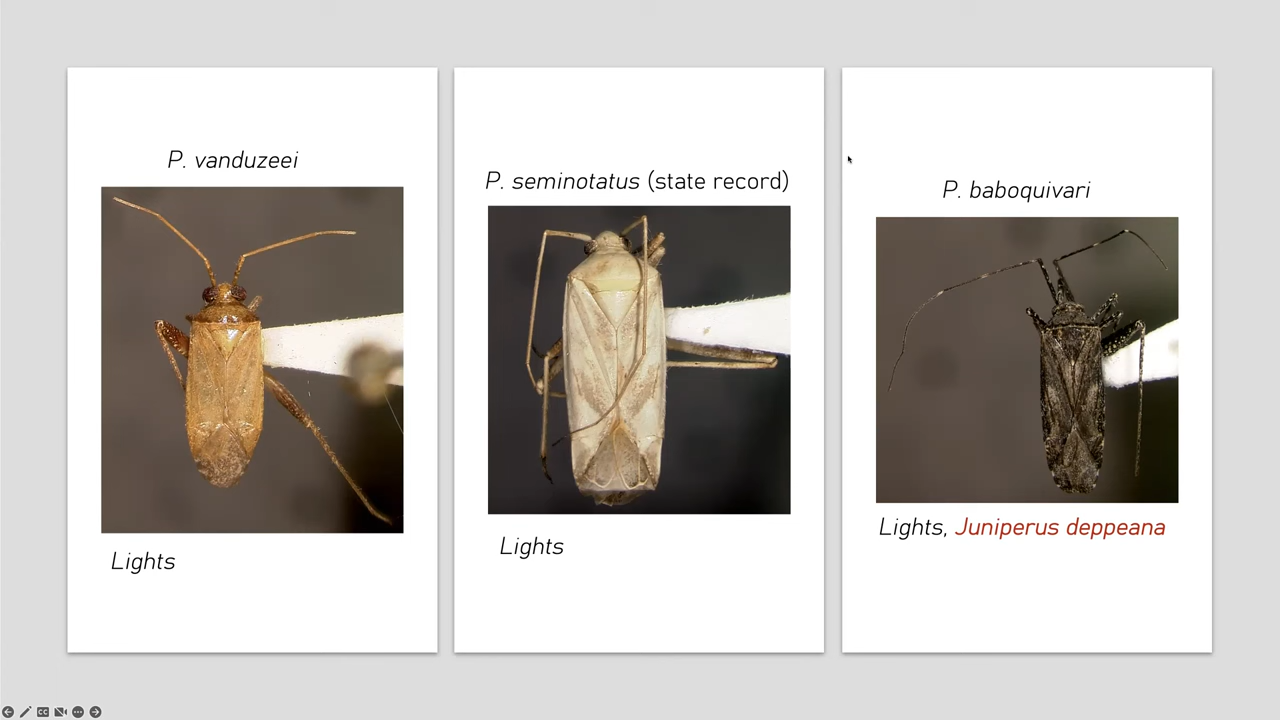 P. vanduzeei
Lights
P. seminotatus (state record)
Lights
P. baboquivari
Lights, Juniperus deppeana